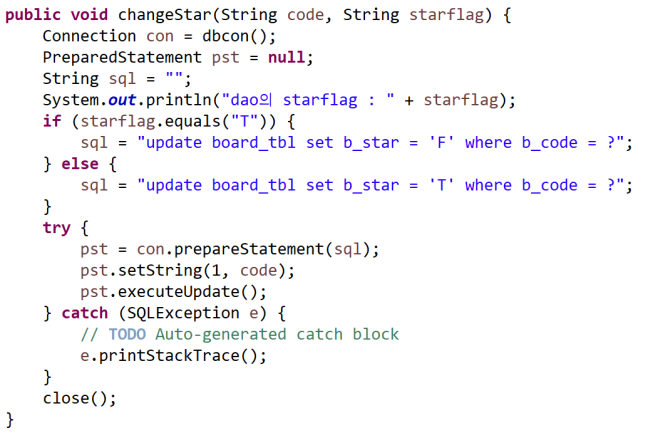 public void changeStar(String code, String starflag) {
    Connection con = dbcon();
    PreparedStatement pst = null;
    String sql = "";
    System.out.println("dao의 starflag : " + starflag);
    if (starflag.equals("T")) {
        sql = "update board_tbl set b_star = 'F' where b_code = ?";
    } else {
        sql = "update board_tbl set b_star = 'T' where b_code = ?";
    }
    try {
        pst = con.prepareStatement(sql);
        pst.setString(1, code);
        pst.executeUpdate();
    } catch (SQLException e) {
        // TODO Auto-generated catch block
        e.printStackTrace();
    }
    close();
}